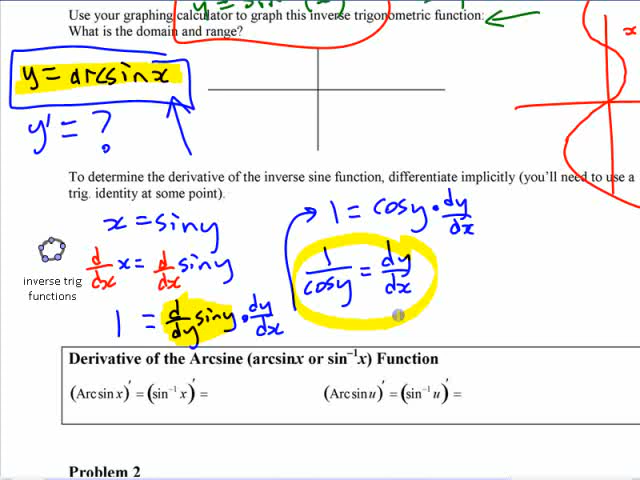 Use your graphing calculator to graph this inverse trigonometric function:
What is the domain and range?
y = arcsin x
y' = ?
To determine the derivative of the inverse sine function, differentiate implicitly (you'll need to use a
trig. identity at some point).
x = sin y
d/dx x = d/dx sin y
1 = d/dy sin y · dy/dx
1 = cos y · dy/dx
1/cos y = dy/dx
inverse trig
functions
Derivative of the Arcsine (arcsinx or sin⁻¹x) Function
(Arcsin x)' = (sin⁻¹ x)' =
(Arcsin u)' = (sin⁻¹ u)' =
Problem 2
x